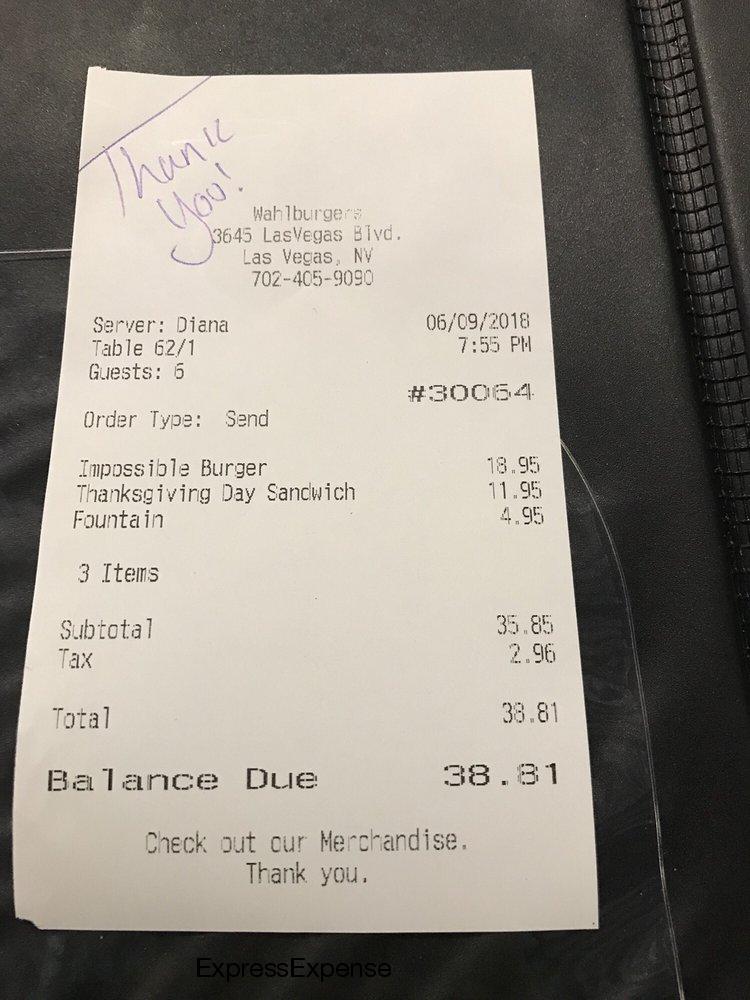 Thank
you!
Wahlburgers
3645 LasVegas Blvd.
Las Vegas, NV
702-405-9090
Server: Diana 06/09/2018
Table 62/1 7:55 PM
Guests: 6
#30064
Order Type: Send
Impossible Burger 18.95
Thanksgiving Day Sandwich 11.95
Fountain 4.95
3 Items
Subtotal 35.85
Tax 2.96
Total 38.81
Balance Due 38.81
Check out our Merchandise.
Thank you.
ExpressExpense